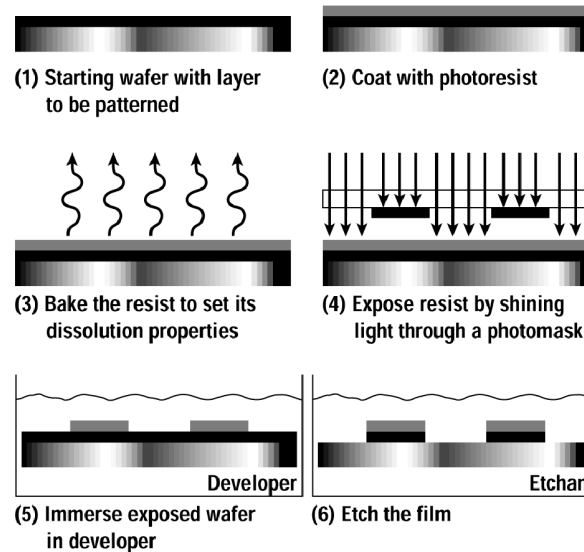 (1) Starting wafer with layer
to be patterned
(2) Coat with photoresist
(3) Bake the resist to set its
dissolution properties
(4) Expose resist by shining
light through a photomask
Developer
Etchan
(5) Immerse exposed wafer
in developer
(6) Etch the film